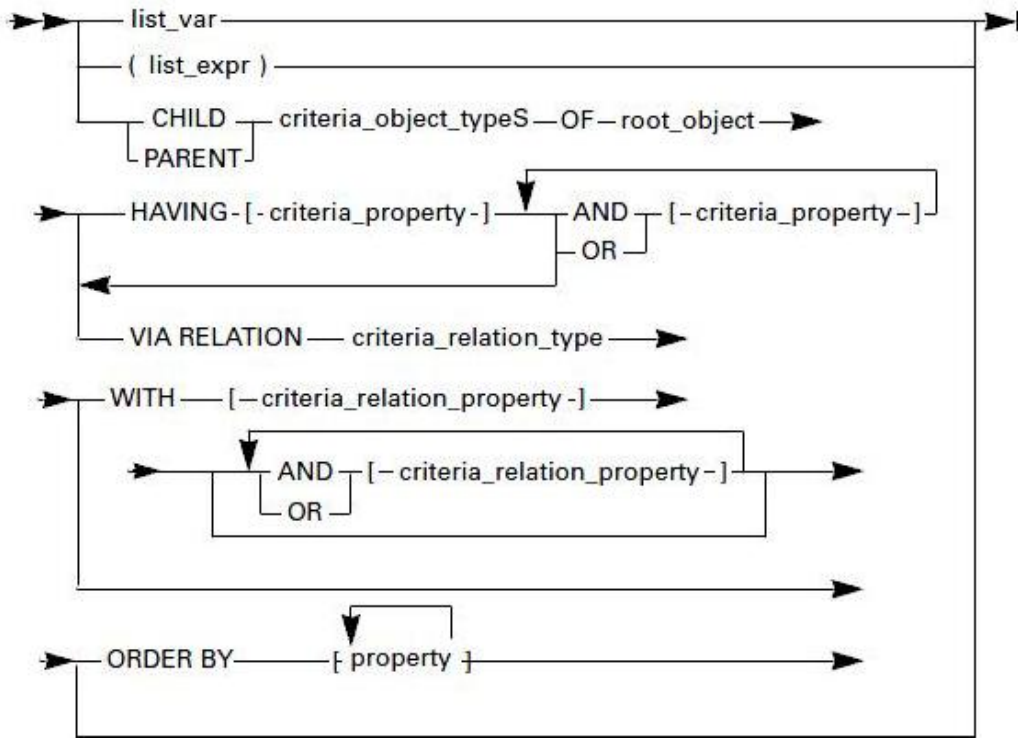 list_var
( list_expr )
CHILD criteria_object_typeS OF root_object
PARENT
HAVING [ criteria_property ] AND [ criteria_property ]
OR
VIA RELATION criteria_relation_type
WITH [ criteria_relation_property ]
AND [ criteria_relation_property ]
OR
ORDER BY [ property ]